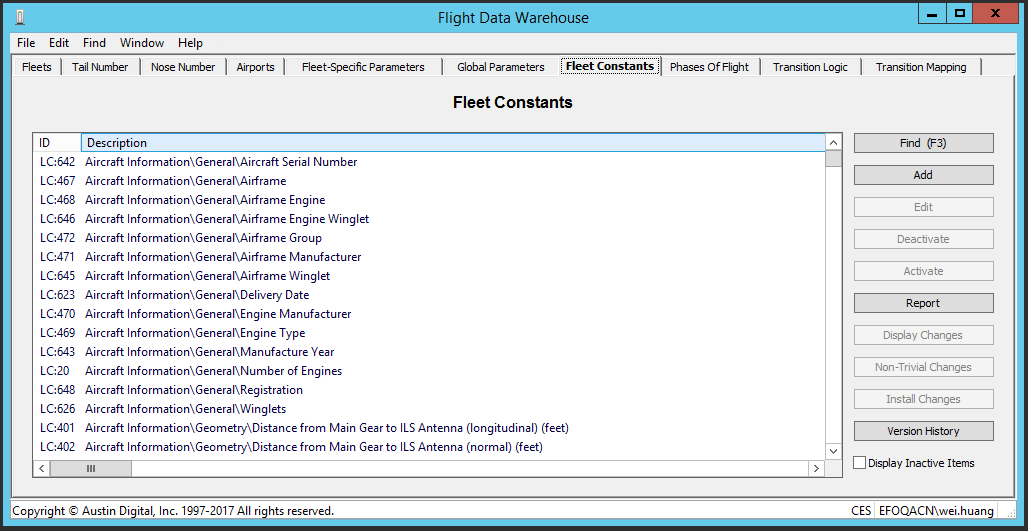 Flight Data Warehouse
File Edit Find Window Help
Fleets Tail Number Nose Number Airports Fleet-Specific Parameters Global Parameters Fleet Constants Phases Of Flight Transition Logic Transition Mapping
Fleet Constants
ID Description
LC:642 Aircraft Information\General\Aircraft Serial Number
LC:467 Aircraft Information\General\Airframe
LC:468 Aircraft Information\General\Airframe Engine
LC:646 Aircraft Information\General\Airframe Engine Winglet
LC:472 Aircraft Information\General\Airframe Group
LC:471 Aircraft Information\General\Airframe Manufacturer
LC:645 Aircraft Information\General\Airframe Winglet
LC:623 Aircraft Information\General\Delivery Date
LC:470 Aircraft Information\General\Engine Manufacturer
LC:469 Aircraft Information\General\Engine Type
LC:643 Aircraft Information\General\Manufacture Year
LC:20 Aircraft Information\General\Number of Engines
LC:648 Aircraft Information\General\Registration
LC:626 Aircraft Information\General\Winglets
LC:401 Aircraft Information\Geometry\Distance from Main Gear to ILS Antenna (longitudinal) (feet)
LC:402 Aircraft Information\Geometry\Distance from Main Gear to ILS Antenna (normal) (feet)
Find (F3)
Add
Edit
Deactivate
Activate
Report
Display Changes
Non-Trivial Changes
Install Changes
Version History
Display Inactive Items
Copyright © Austin Digital, Inc. 1997-2017 All rights reserved. CES EFOQACN\wei.huang